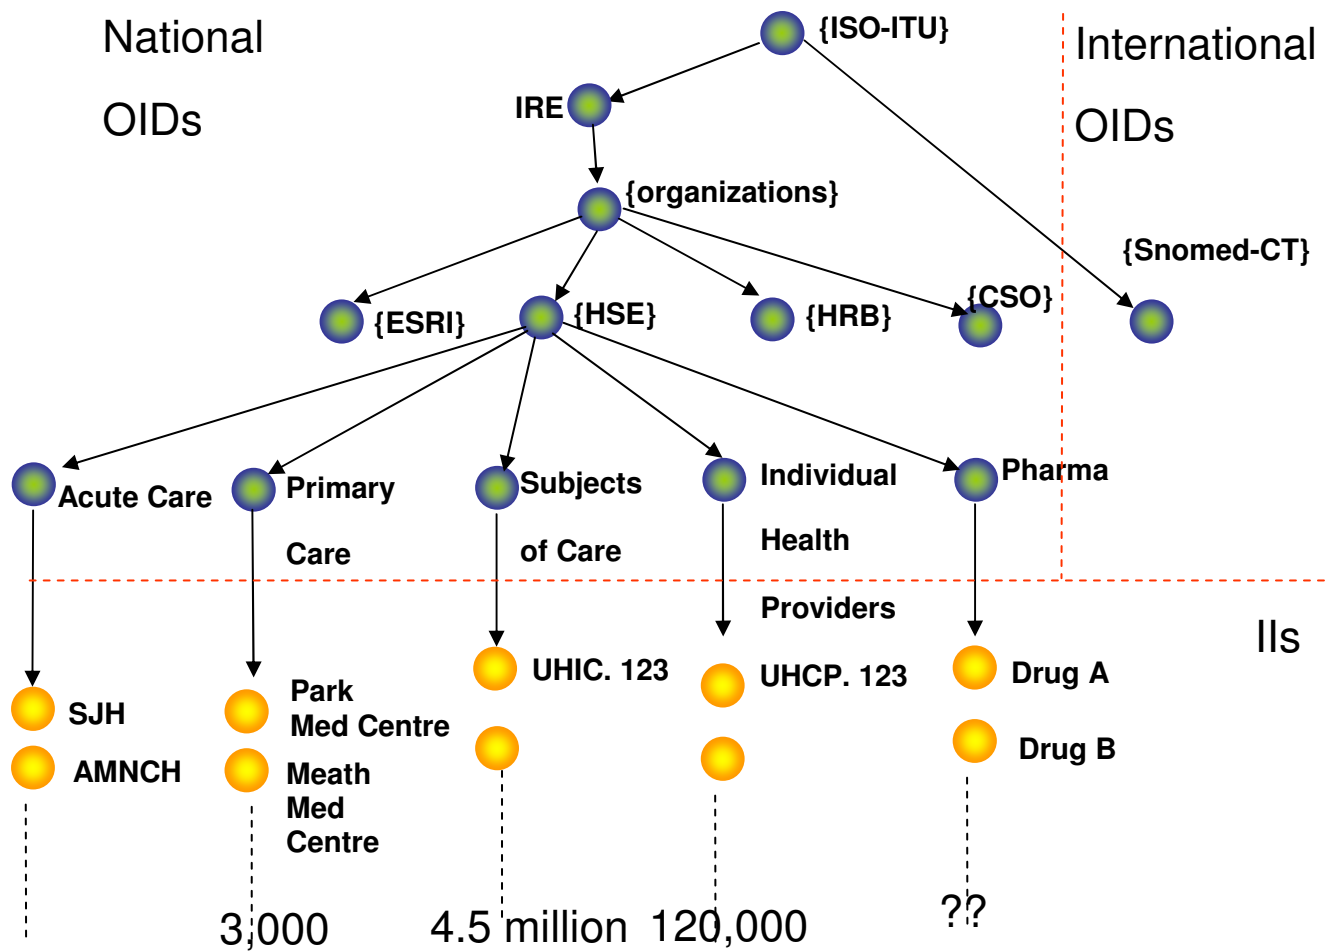 National
OIDs
{ISO-ITU}
International
OIDs
IRE
{organizations}
{Snomed-CT}
{ESRI}
{HSE}
{HRB}
{CSO}
Acute Care
Primary
Care
Subjects
of Care
Individual
Health
Providers
Pharma
IIs
SJH
AMNCH
Park
Med Centre
Meath
Med
Centre
UHIC. 123
UHCP. 123
Drug A
Drug B
3,000
4.5 million
120,000
??